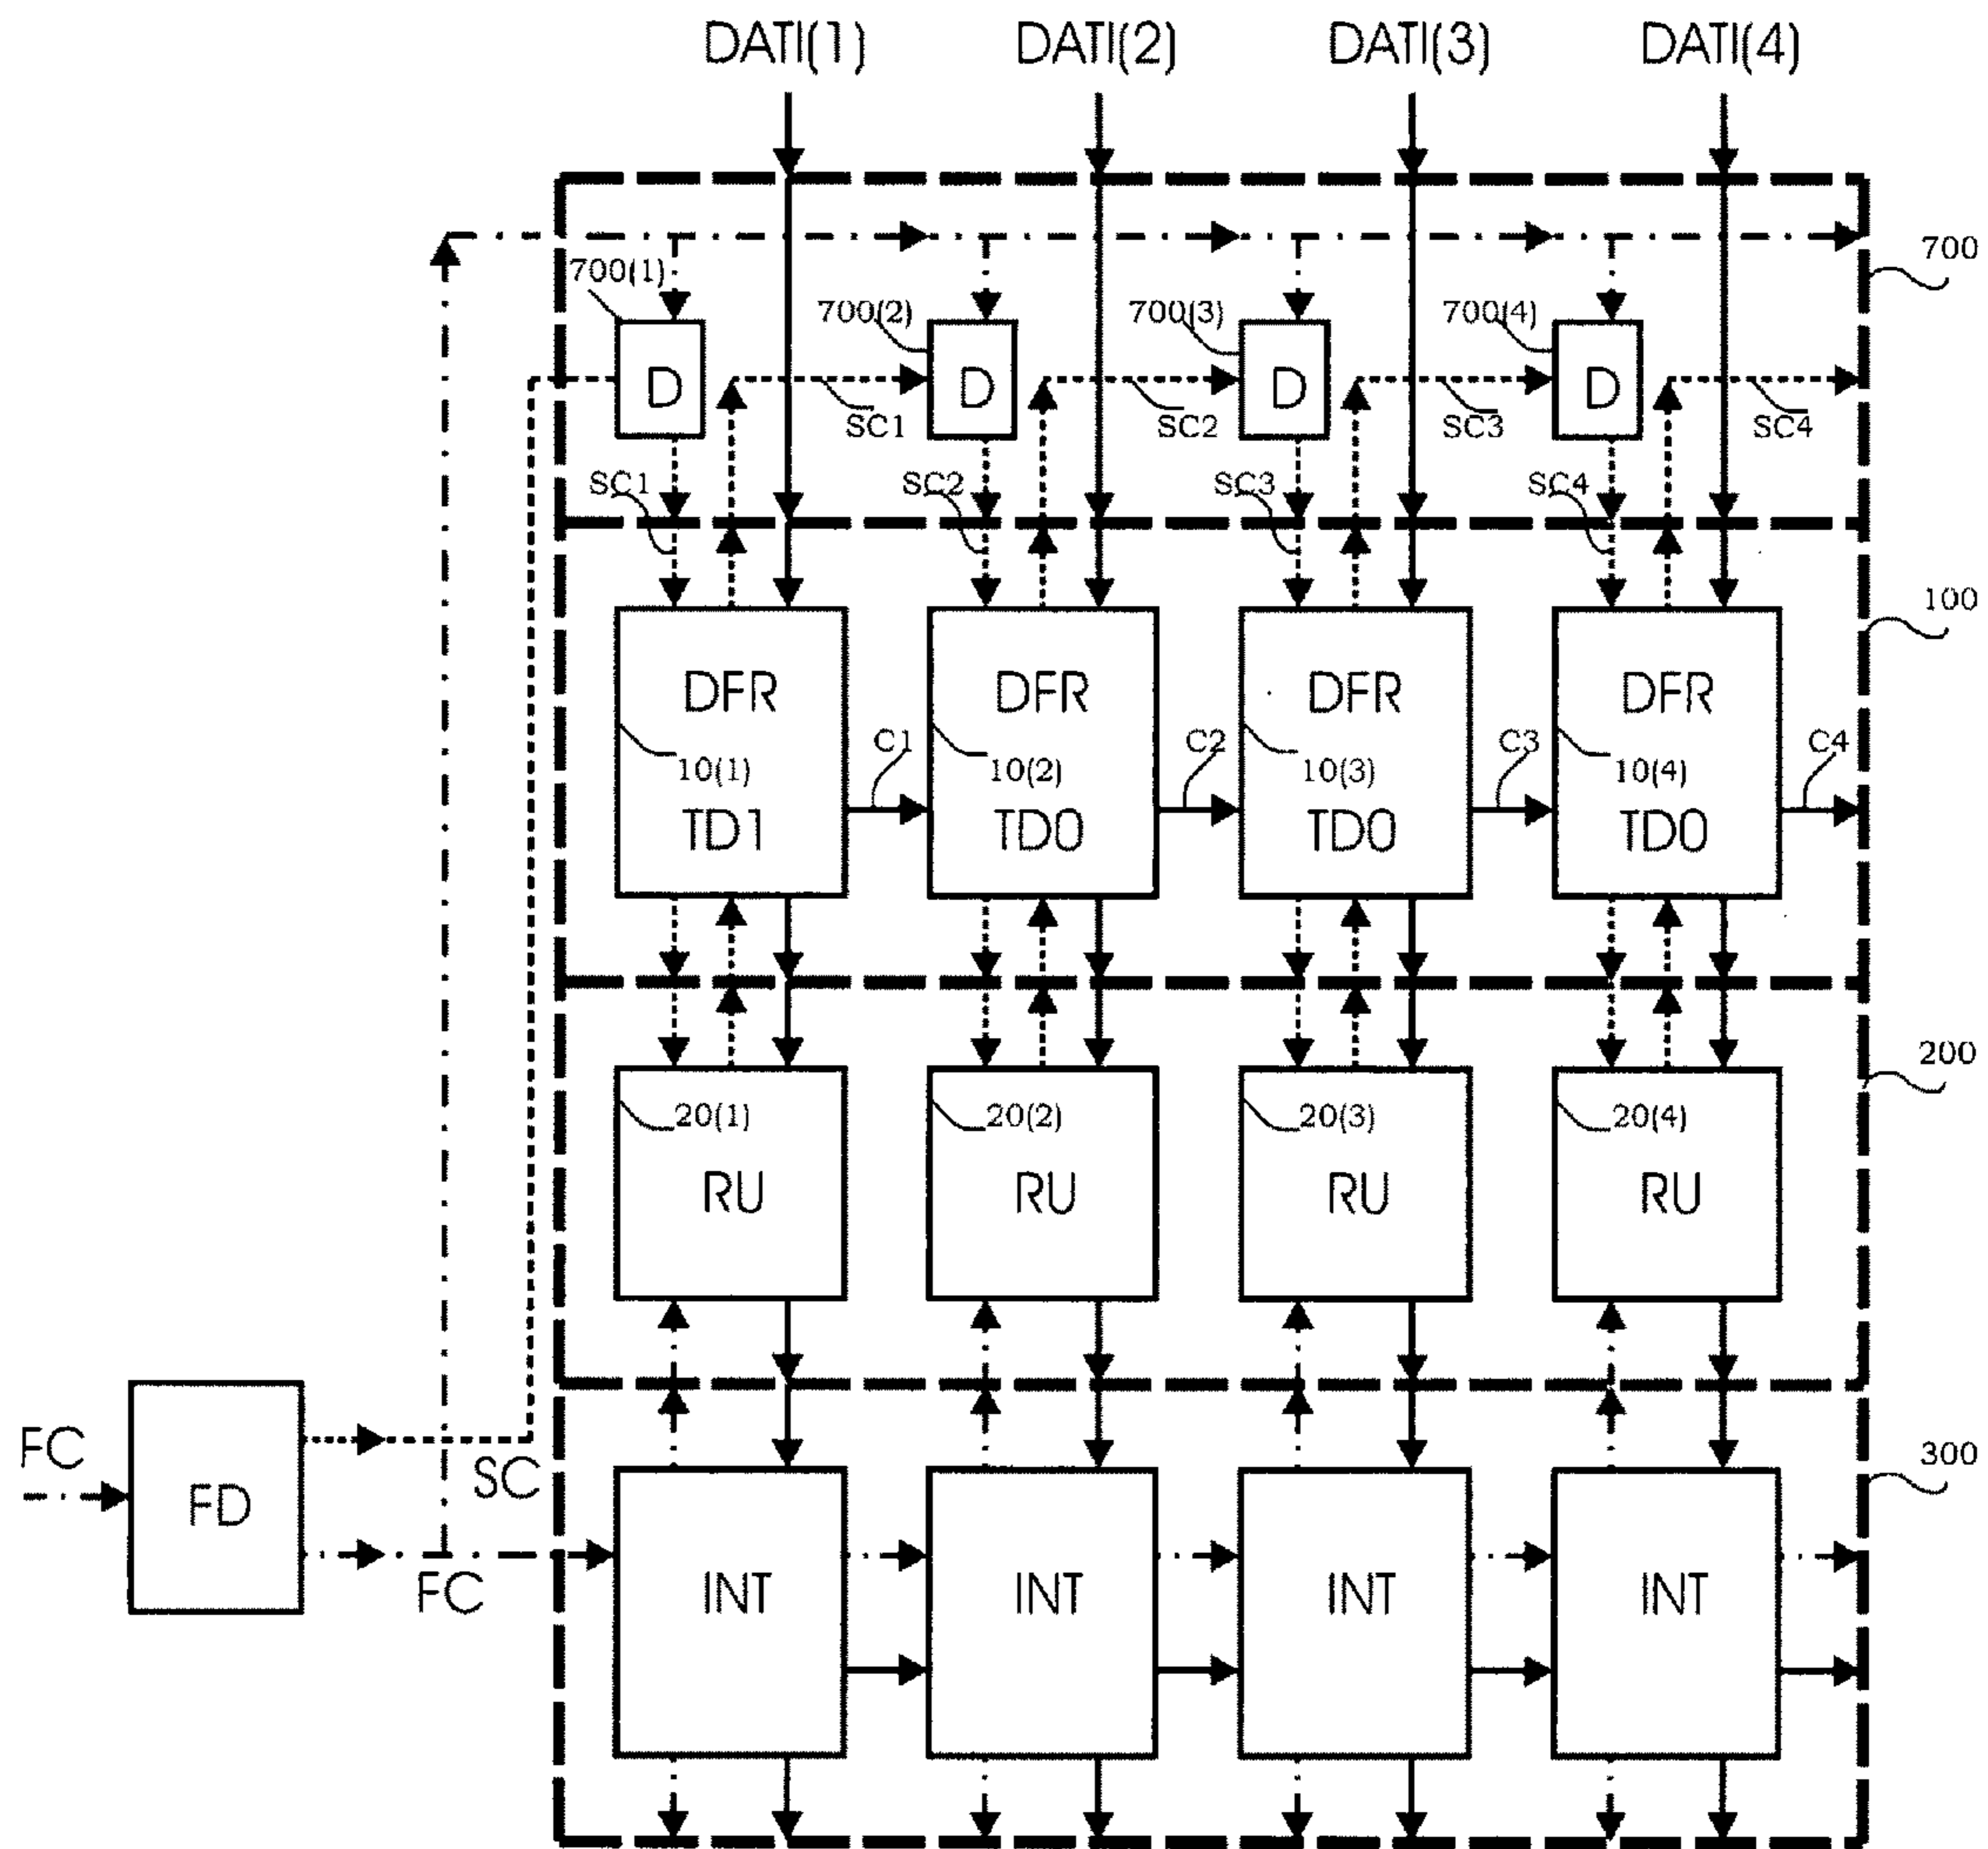 DATI(1) DATI(2) DATI(3) DATI(4)
700
700(1) 700(2) 700(3) 700(4)
D D D D
SC1 SC2 SC3 SC4
SC1 SC2 SC3 SC4
100
DFR DFR DFR DFR
C1 C2 C3 C4
10(1) 10(2) 10(3) 10(4)
TD1 TD0 TD0 TD0
200
20(1) 20(2) 20(3) 20(4)
RU RU RU RU
FC SC 300
FD
FC INT INT INT INT